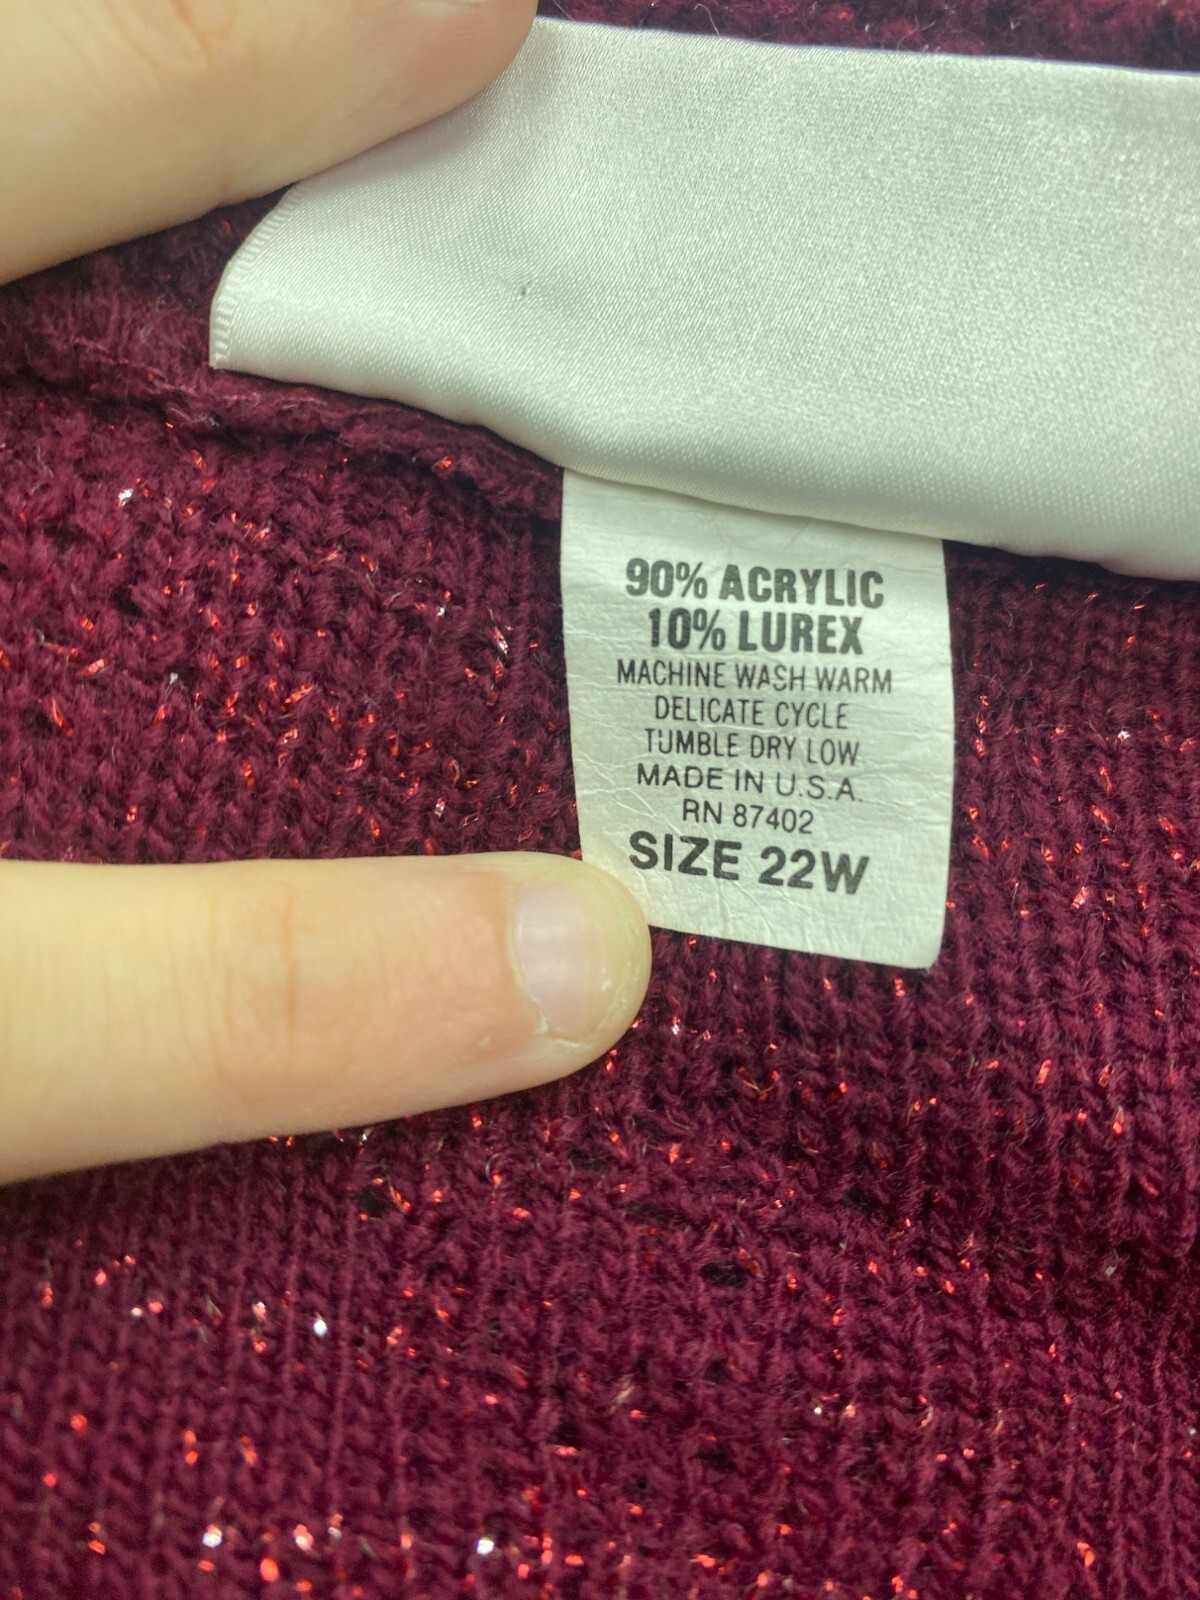 90% ACRYLIC
10% LUREX
MACHINE WASH WARM
DELICATE CYCLE
TUMBLE DRY LOW
MADE IN U.S.A.
RN 87402
SIZE 22W